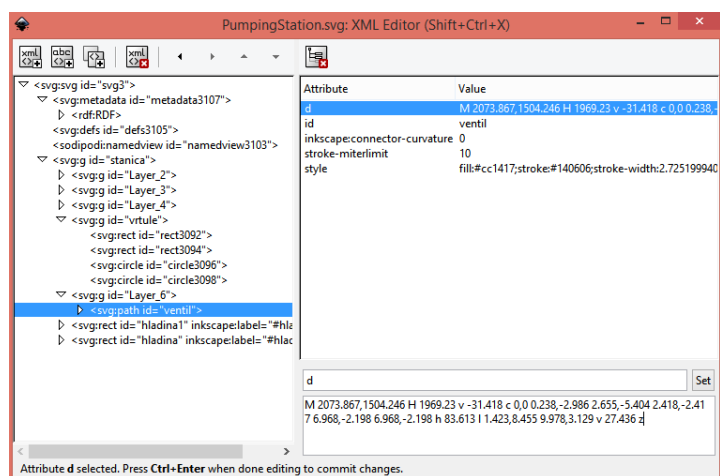 PumpingStation.svg: XML Editor (Shift+Ctrl+X)
<svg:svg id="svg3">
<svg:metadata id="metadata3107">
<rdf:RDF>
<svg:defs id="defs3105">
<sodipodi:namedview id="namedview3103">
<svg:g id="stanica">
<svg:g id="Layer_2">
<svg:g id="Layer_3">
<svg:g id="Layer_4">
<svg:g id="vrtule">
<svg:rect id="rect3092">
<svg:rect id="rect3094">
<svg:circle id="circle3096">
<svg:circle id="circle3098">
<svg:g id="Layer_6">
<svg:path id="ventil">
<svg:rect id="hladina1" inkscape:label="#hla
<svg:rect id="hladina" inkscape:label="#hlac
Attribute Value
d M 2073.867,1504.246 H 1969.23 v -31.418 c 0,0 0.238,-
id ventil
inkscape:connector-curvature 0
stroke-miterlimit 10
style fill:#cc1417;stroke:#140606;stroke-width:2.725199940
d Set
M 2073.867,1504.246 H 1969.23 v -31.418 c 0,0 0.238,-2.986 2.655,-5.404 2.418,-2.41
7 6.968,-2.198 6.968,-2.198 h 83.613 l 1.423,8.455 9.978,3.129 v 27.436 z
Attribute d selected. Press Ctrl+Enter when done editing to commit changes.